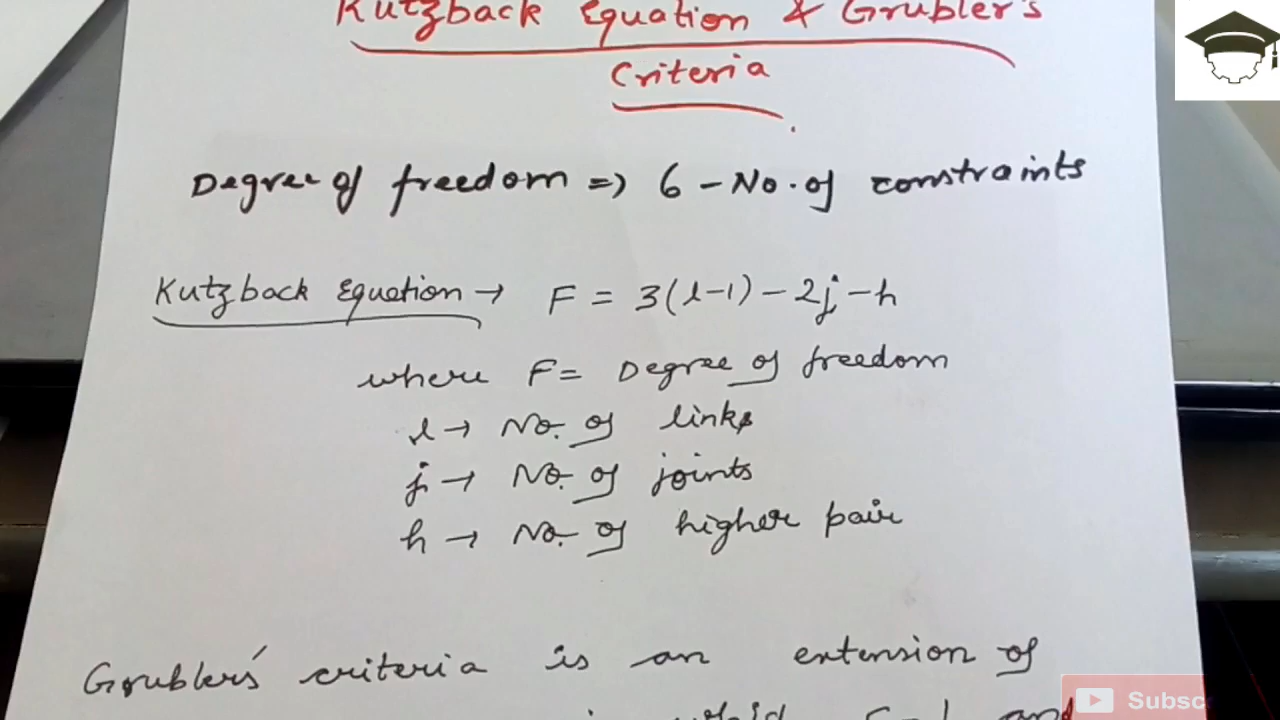 Kutzback Equation & Grubler's
Criteria
Degree of freedom => 6 - No. of constraints
Kutzback Equation → F = 3(l-1) - 2j - h
where F = Degree of freedom
l → No. of links
j → No. of joints
h → No. of higher pair
Grubler's criteria is an extension of
and
Subsc